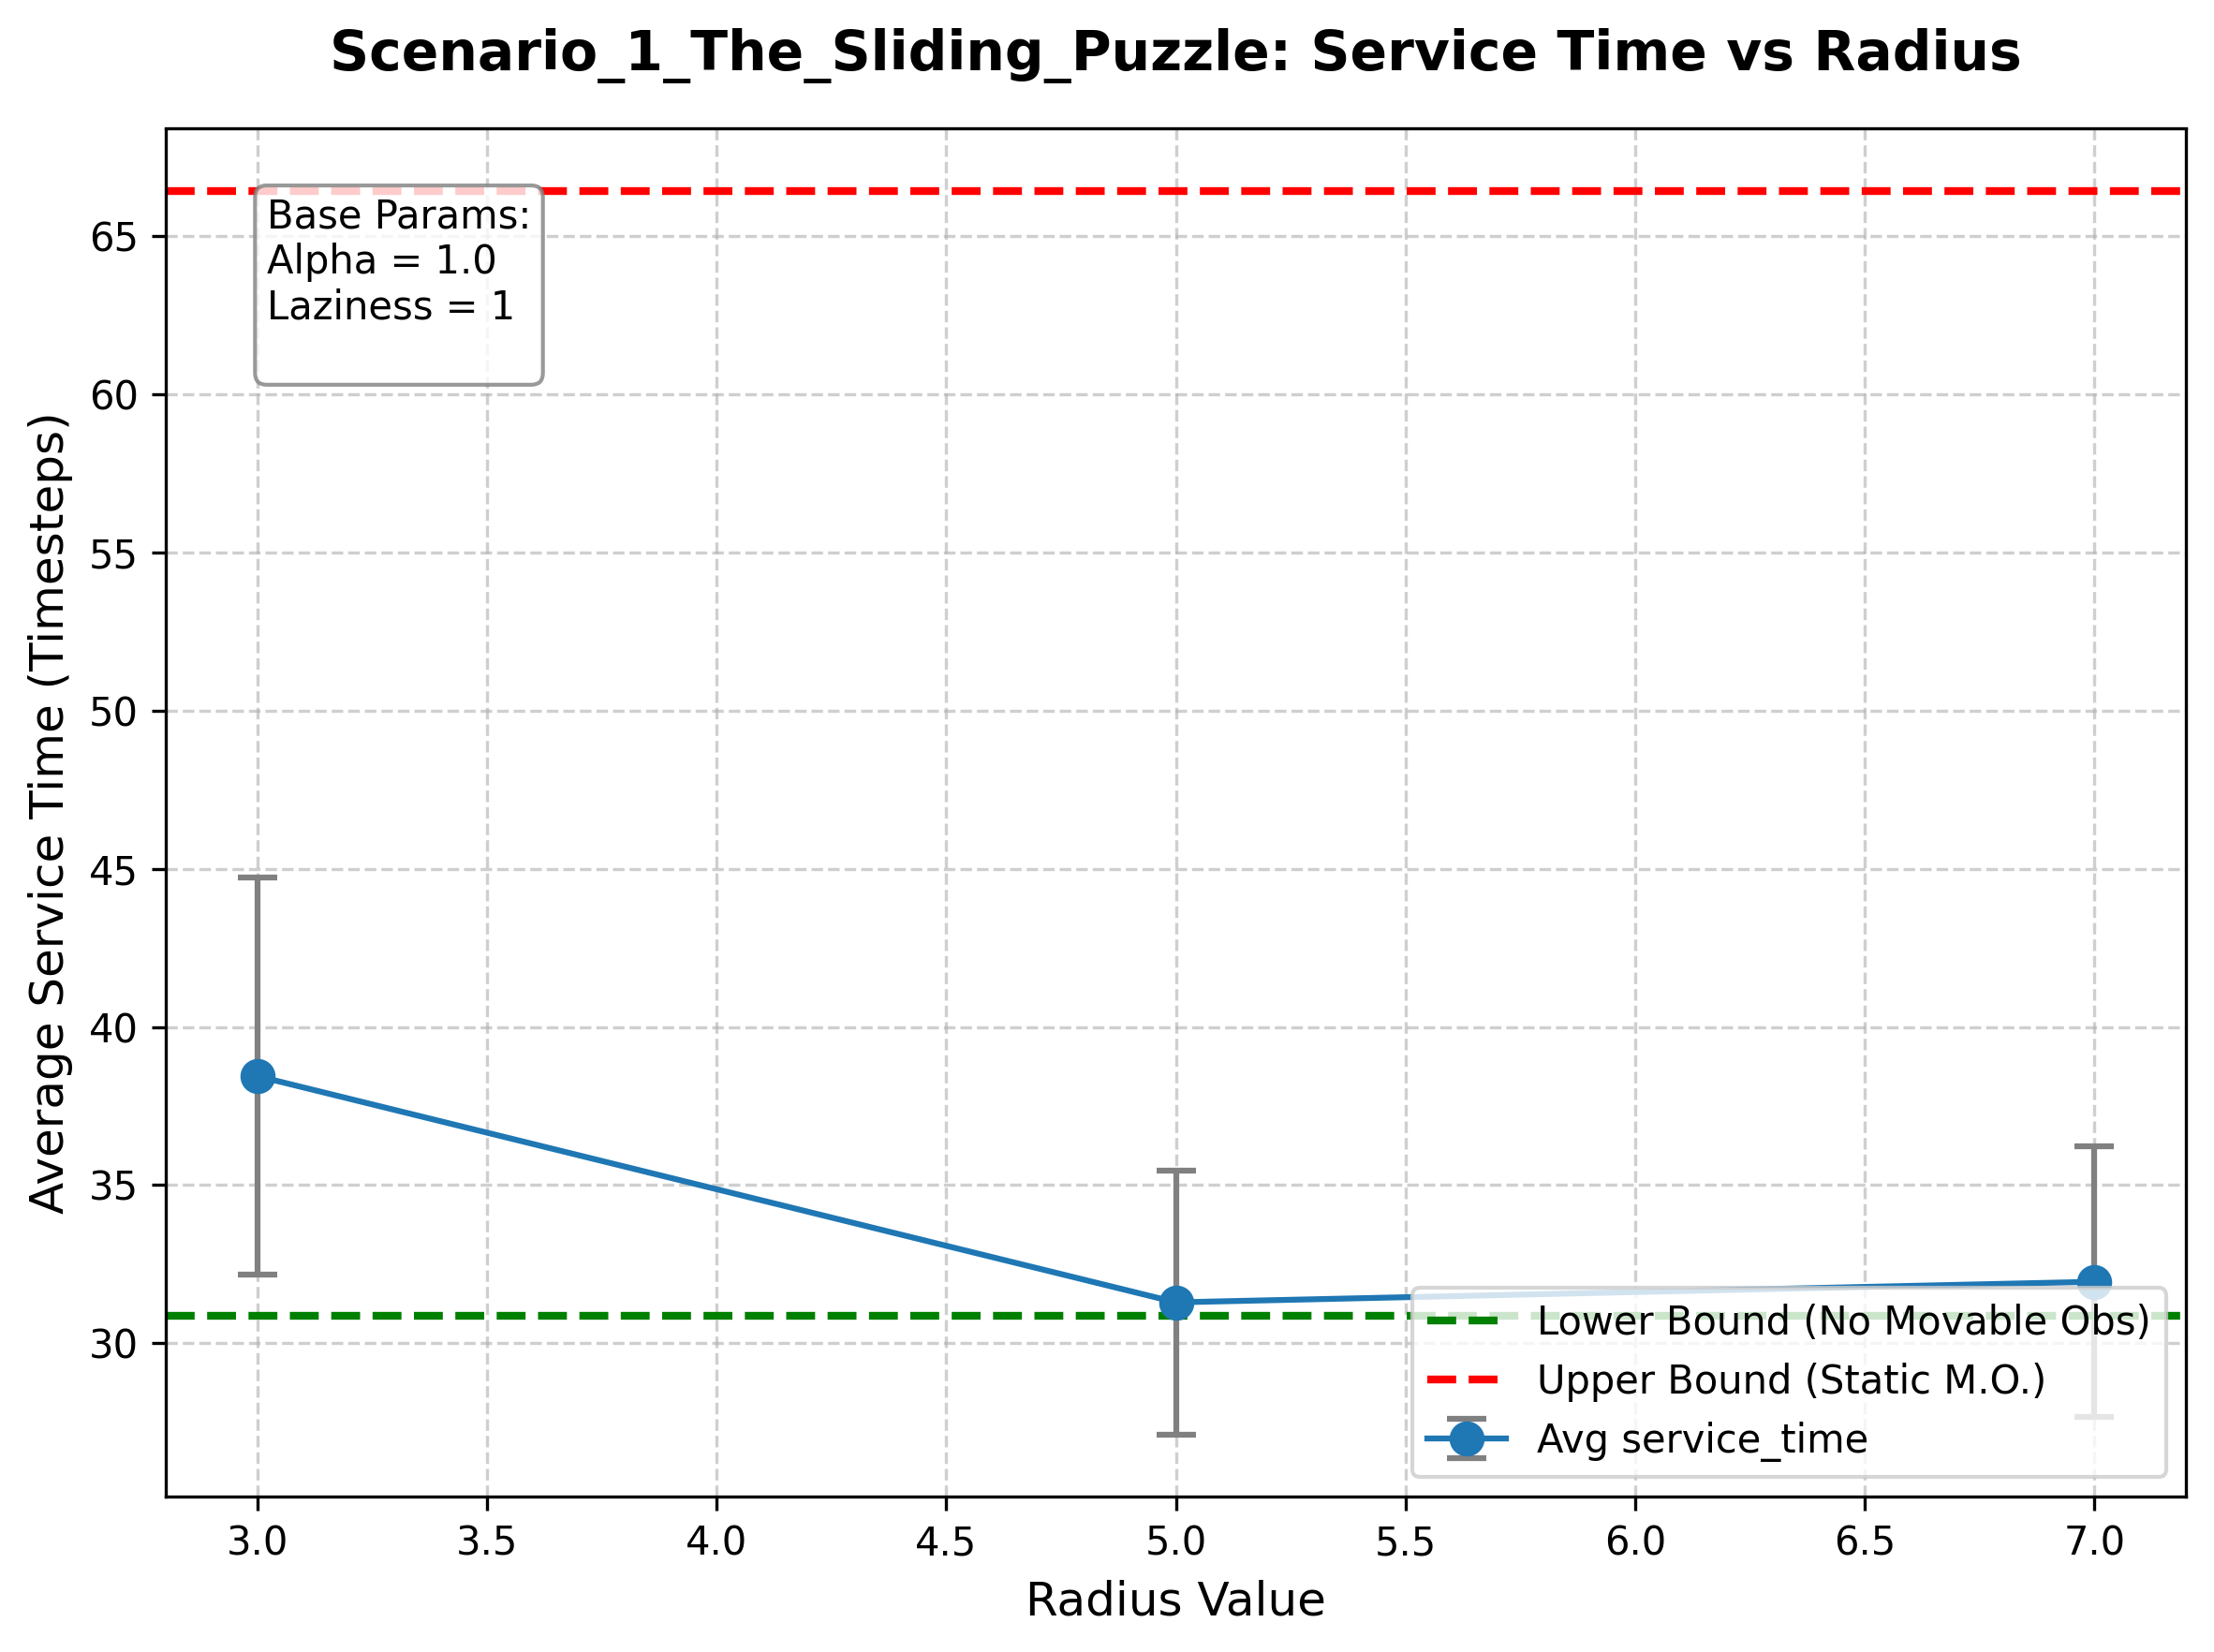 Scenario_1_The_Sliding_Puzzle: Service Time vs Radius
Base Params:
Alpha = 1.0
Laziness = 1
Average Service Time (Timesteps)
65
60
55
50
45
40
35
30
Lower Bound (No Movable Obs)
Upper Bound (Static M.O.)
Avg service_time
3.0 3.5 4.0 4.5 5.0 5.5 6.0 6.5 7.0
Radius Value